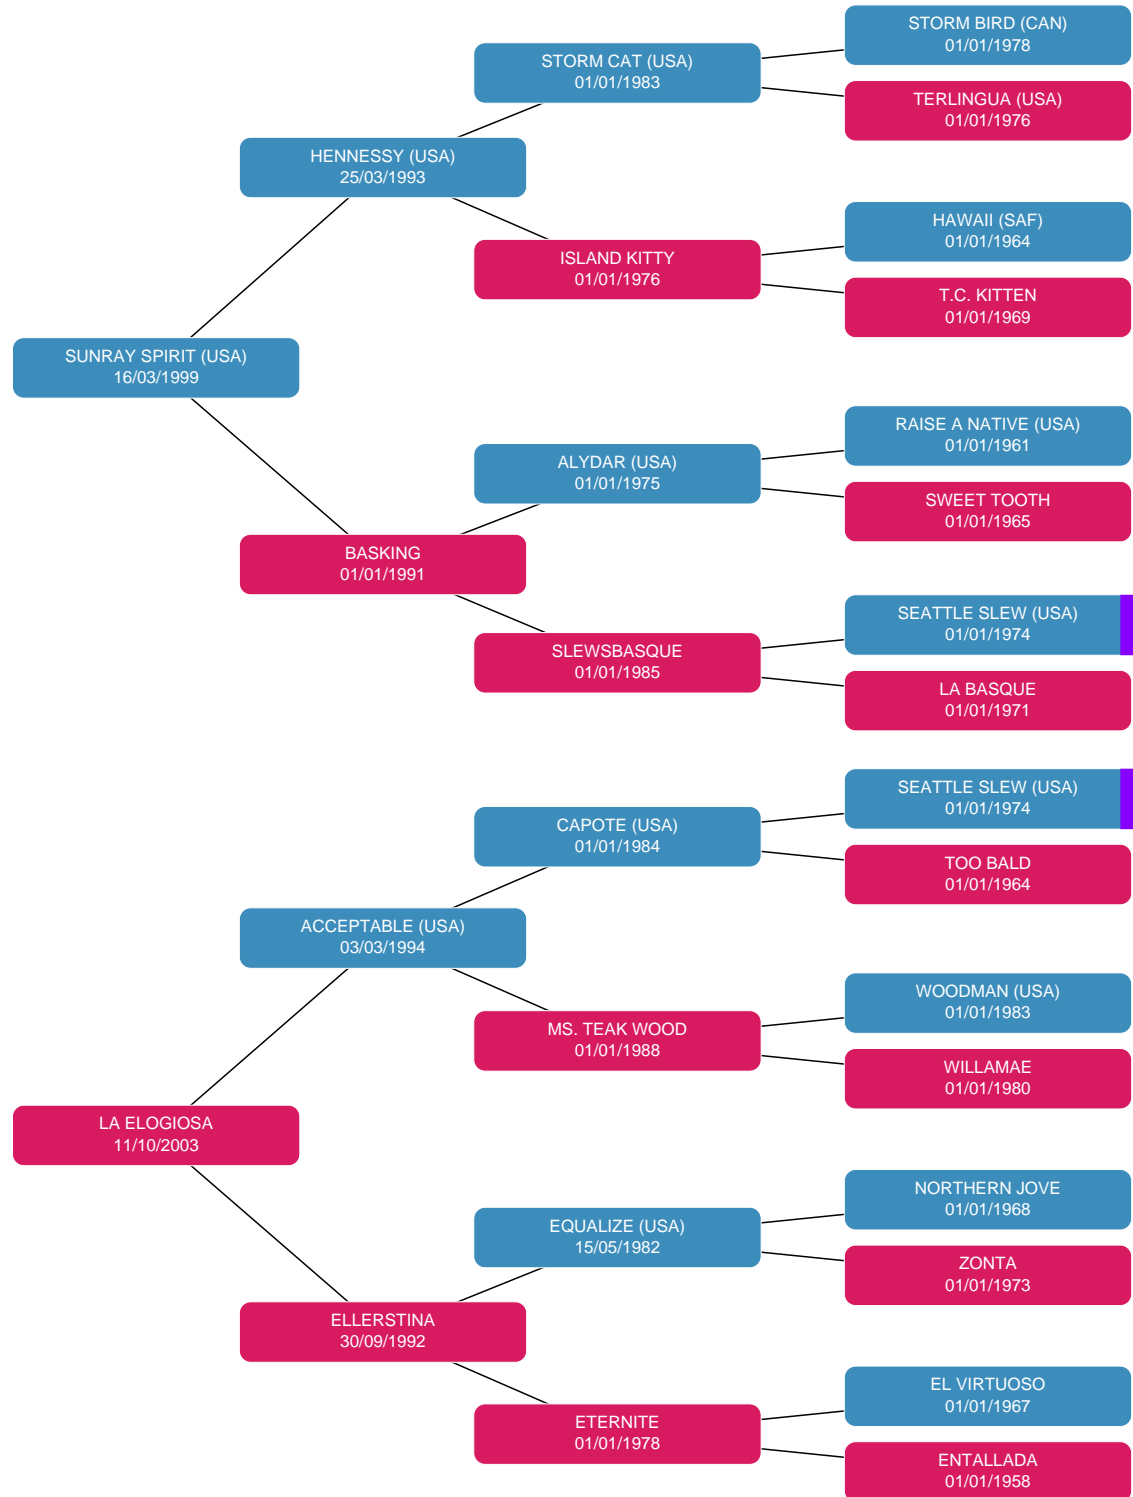 STORM BIRD (CAN)
01/01/1978
STORM CAT (USA)
01/01/1983
TERLINGUA (USA)
01/01/1976
HENNESSY (USA)
25/03/1993
HAWAII (SAF)
01/01/1964
ISLAND KITTY
01/01/1976
T.C. KITTEN
01/01/1969
SUNRAY SPIRIT (USA)
16/03/1999
RAISE A NATIVE (USA)
01/01/1961
ALYDAR (USA)
01/01/1975
SWEET TOOTH
01/01/1965
BASKING
01/01/1991
SEATTLE SLEW (USA)
01/01/1974
SLEWSBASQUE
01/01/1985
LA BASQUE
01/01/1971
SEATTLE SLEW (USA)
01/01/1974
CAPOTE (USA)
01/01/1984
TOO BALD
01/01/1964
ACCEPTABLE (USA)
03/03/1994
WOODMAN (USA)
01/01/1983
MS. TEAK WOOD
01/01/1988
WILLAMAE
01/01/1980
LA ELOGIOSA
11/10/2003
NORTHERN JOVE
01/01/1968
EQUALIZE (USA)
15/05/1982
ZONTA
01/01/1973
ELLERSTINA
30/09/1992
EL VIRTUOSO
01/01/1967
ETERNITE
01/01/1978
ENTALLADA
01/01/1958